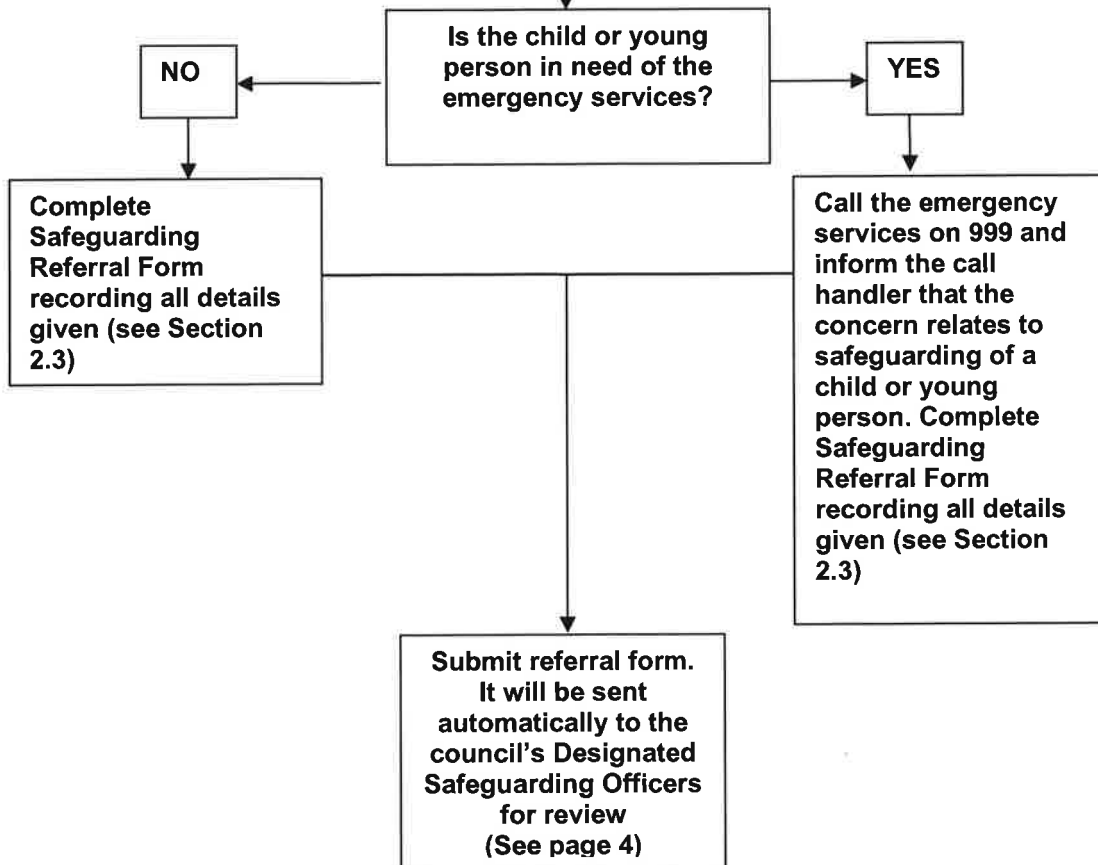 Is the child or young
person in need of the
emergency services?
NO
YES
Complete
Safeguarding
Referral Form
recording all details
given (see Section
2.3)
Call the emergency
services on 999 and
inform the call
handler that the
concern relates to
safeguarding of a
child or young
person. Complete
Safeguarding
Referral Form
recording all details
given (see Section
2.3)
Submit referral form.
It will be sent
automatically to the
council's Designated
Safeguarding Officers
for review
(See page 4)